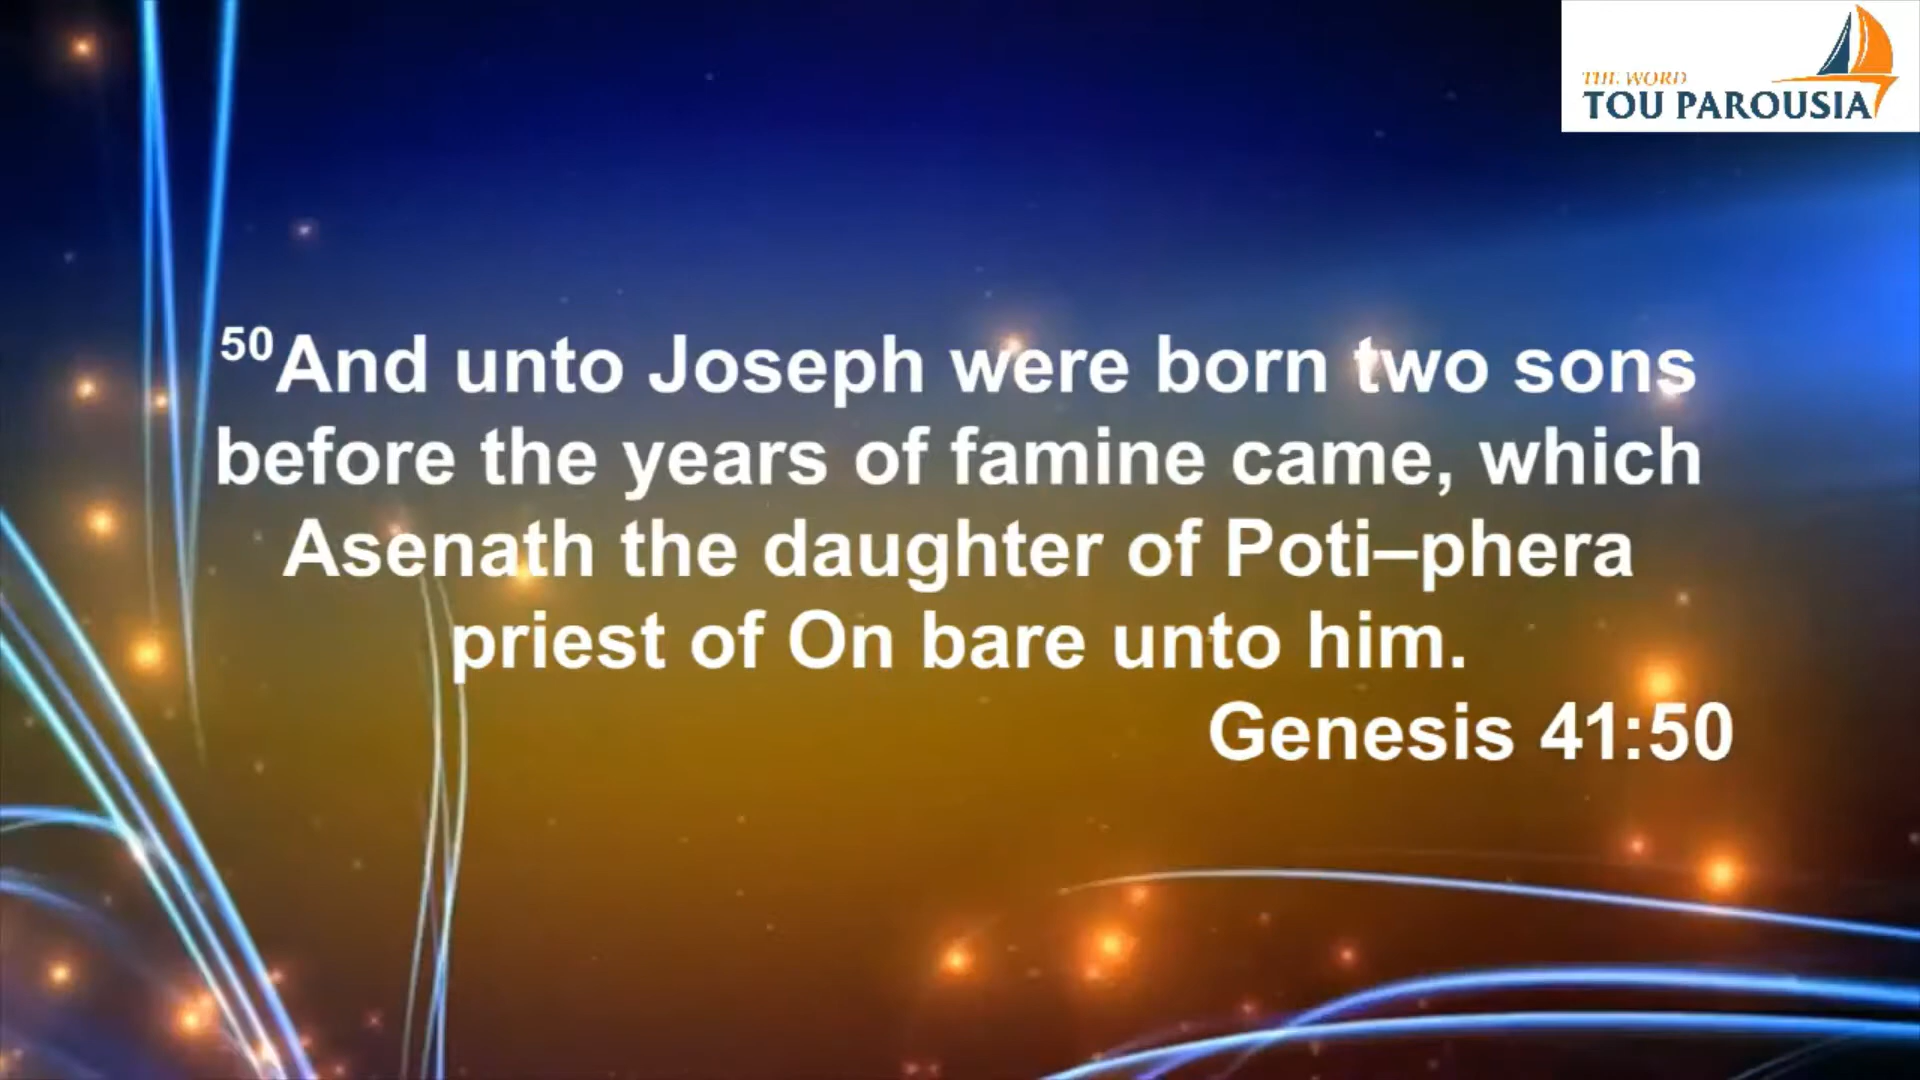 THE WORD
TOU PAROUSIA
50And unto Joseph were born two sons
before the years of famine came, which
Asenath the daughter of Poti–phera
priest of On bare unto him.
Genesis 41:50